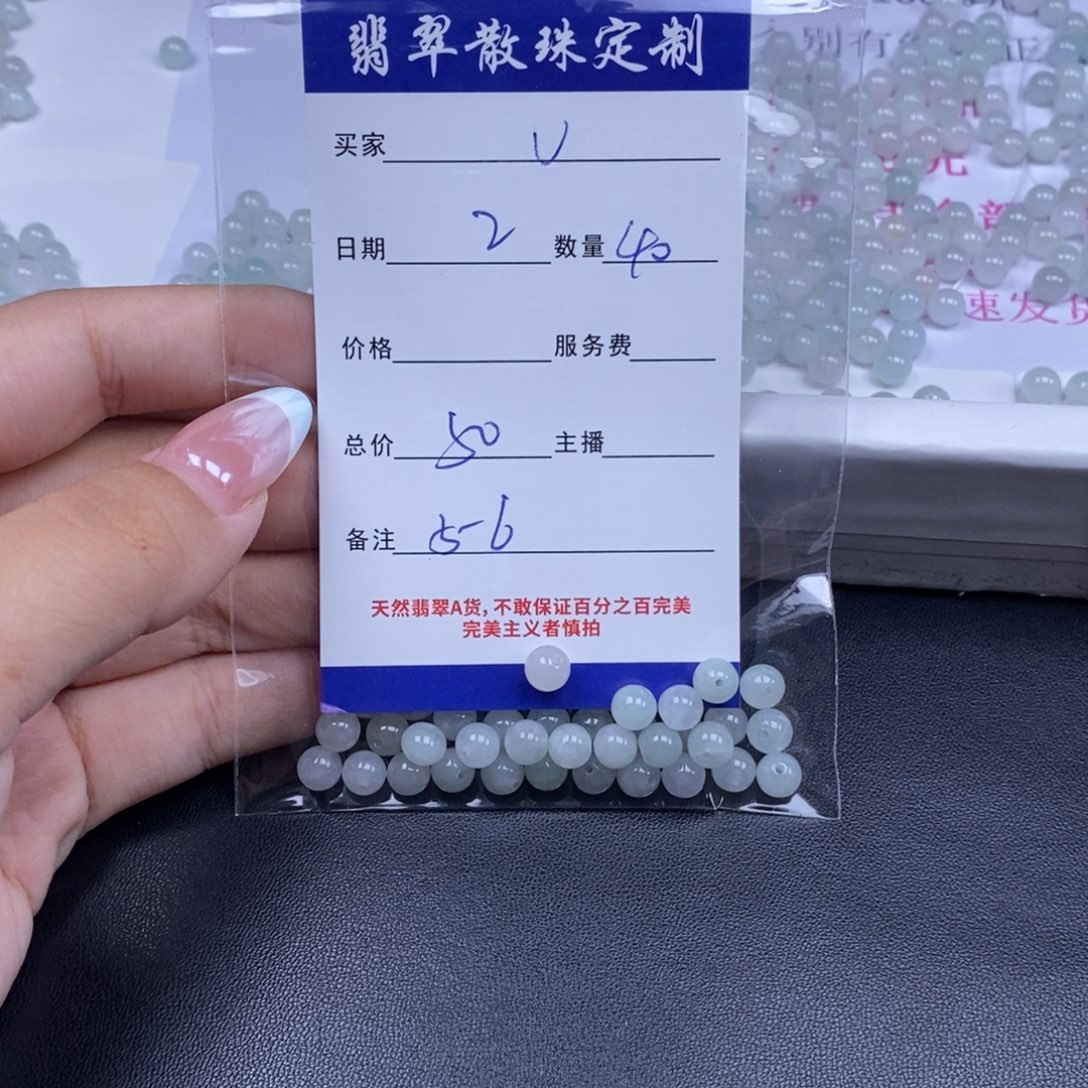 翡翠散珠定制
买家 U
日期 2 数量 40
价格 服务费
总价 50 主播
备注 5-6
天然翡翠A货,不敢保证百分之百完美
完美主义者慎拍
速发货